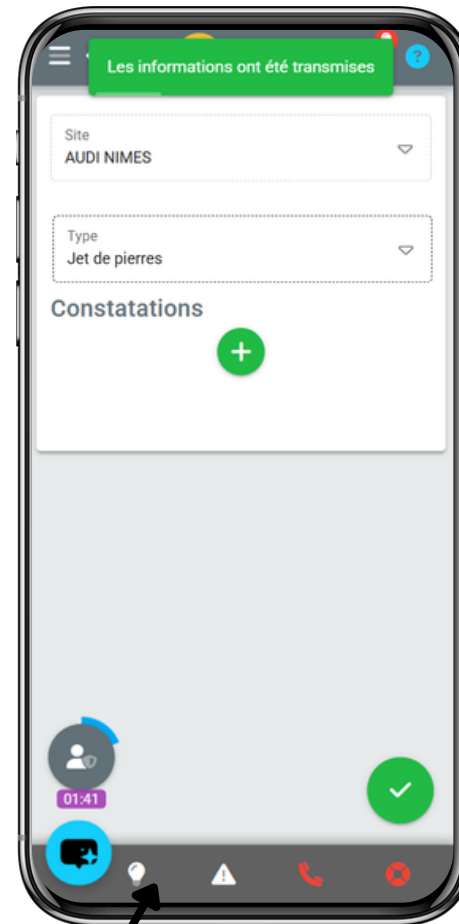 Les informations ont été transmises
?
Site
AUDI NIMES
Type
Jet de pierres
Constatations
01:41